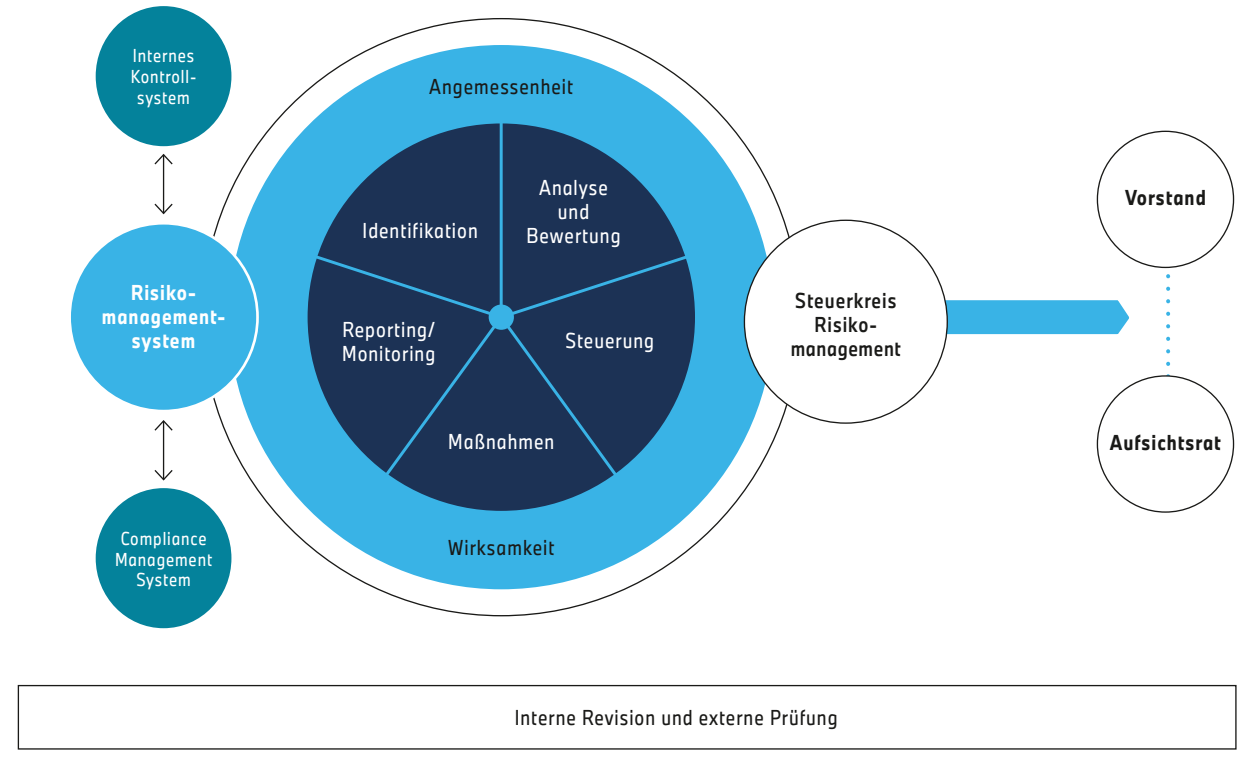 Internes
Kontroll-
system
Risiko-
management-
system
Compliance
Management
System
Angemessenheit
Identifikation
Analyse
und
Bewertung
Reporting/
Monitoring
Steuerung
Maßnahmen
Wirksamkeit
Steuerkreis
Risiko-
management
Vorstand
Aufsichtsrat
Interne Revision und externe Prüfung